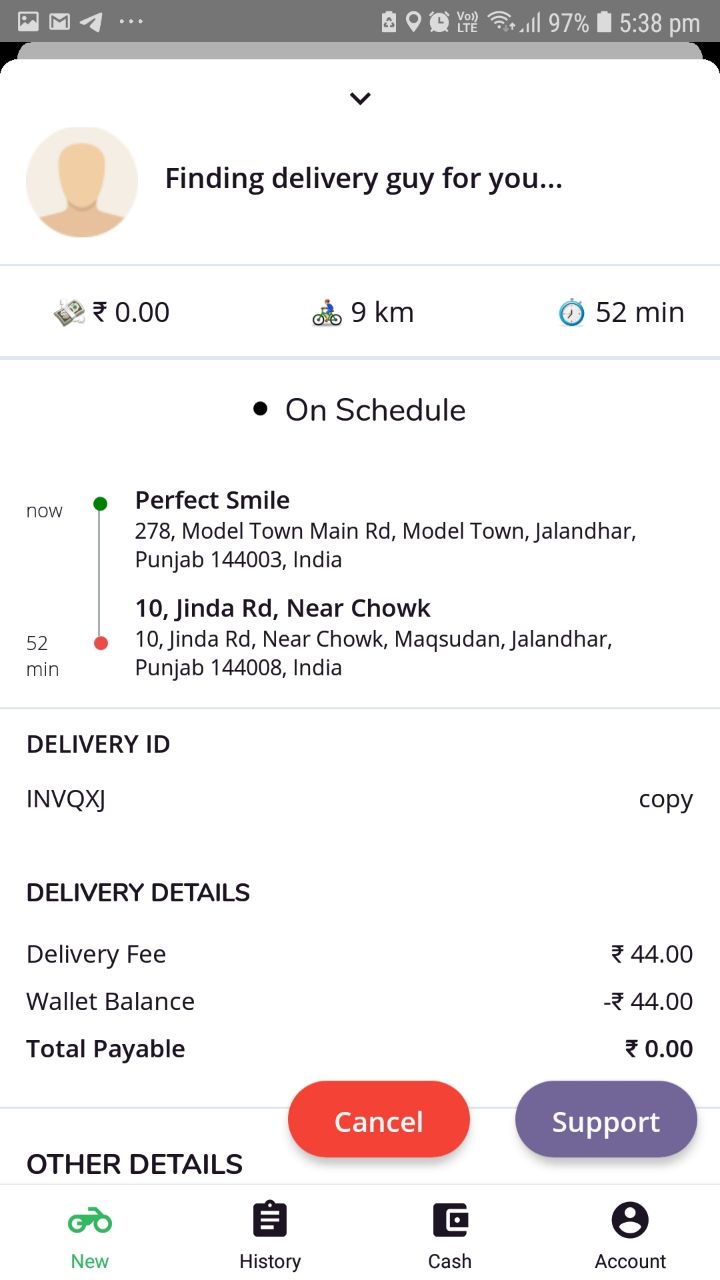 Vo)) LTE 97% 5:38 pm
Finding delivery guy for you...
₹ 0.00 9 km 52 min
On Schedule
now
Perfect Smile
278, Model Town Main Rd, Model Town, Jalandhar,
Punjab 144003, India
10, Jinda Rd, Near Chowk
52 min
10, Jinda Rd, Near Chowk, Maqsudan, Jalandhar,
Punjab 144008, India
DELIVERY ID
INVQXJ copy
DELIVERY DETAILS
Delivery Fee ₹ 44.00
Wallet Balance -₹ 44.00
Total Payable ₹ 0.00
Cancel Support
OTHER DETAILS
New History Cash Account